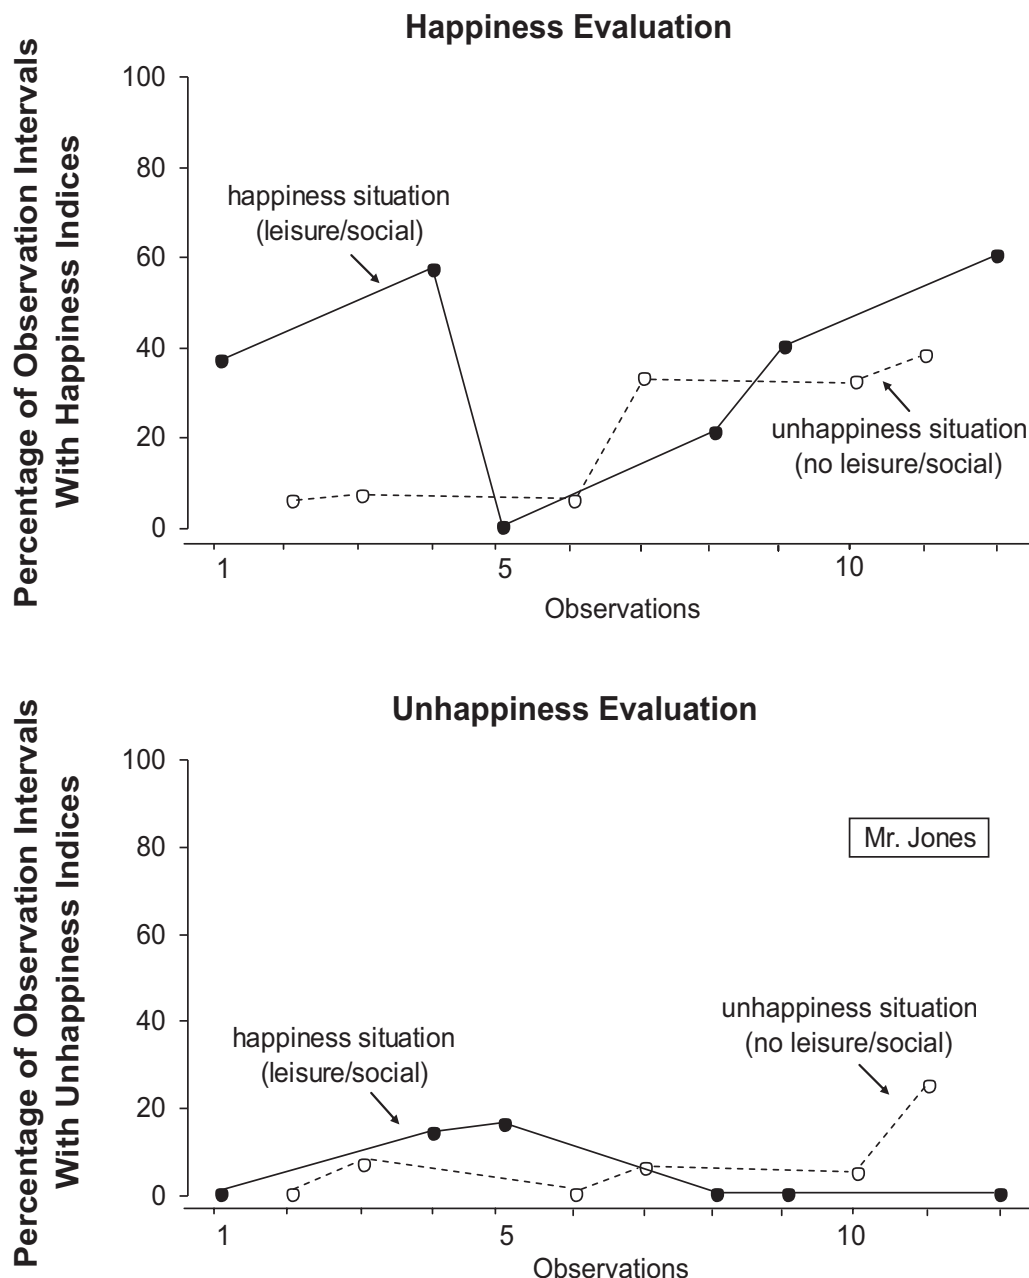 Happiness Evaluation
Percentage of Observation Intervals
With Happiness Indices
100
80
60
40
20
0
happiness situation
(leisure/social)
unhappiness situation
(no leisure/social)
1
5
10
Observations
Unhappiness Evaluation
Percentage of Observation Intervals
With Unhappiness Indices
100
80
60
40
20
0
Mr. Jones
happiness situation
(leisure/social)
unhappiness situation
(no leisure/social)
1
5
10
Observations